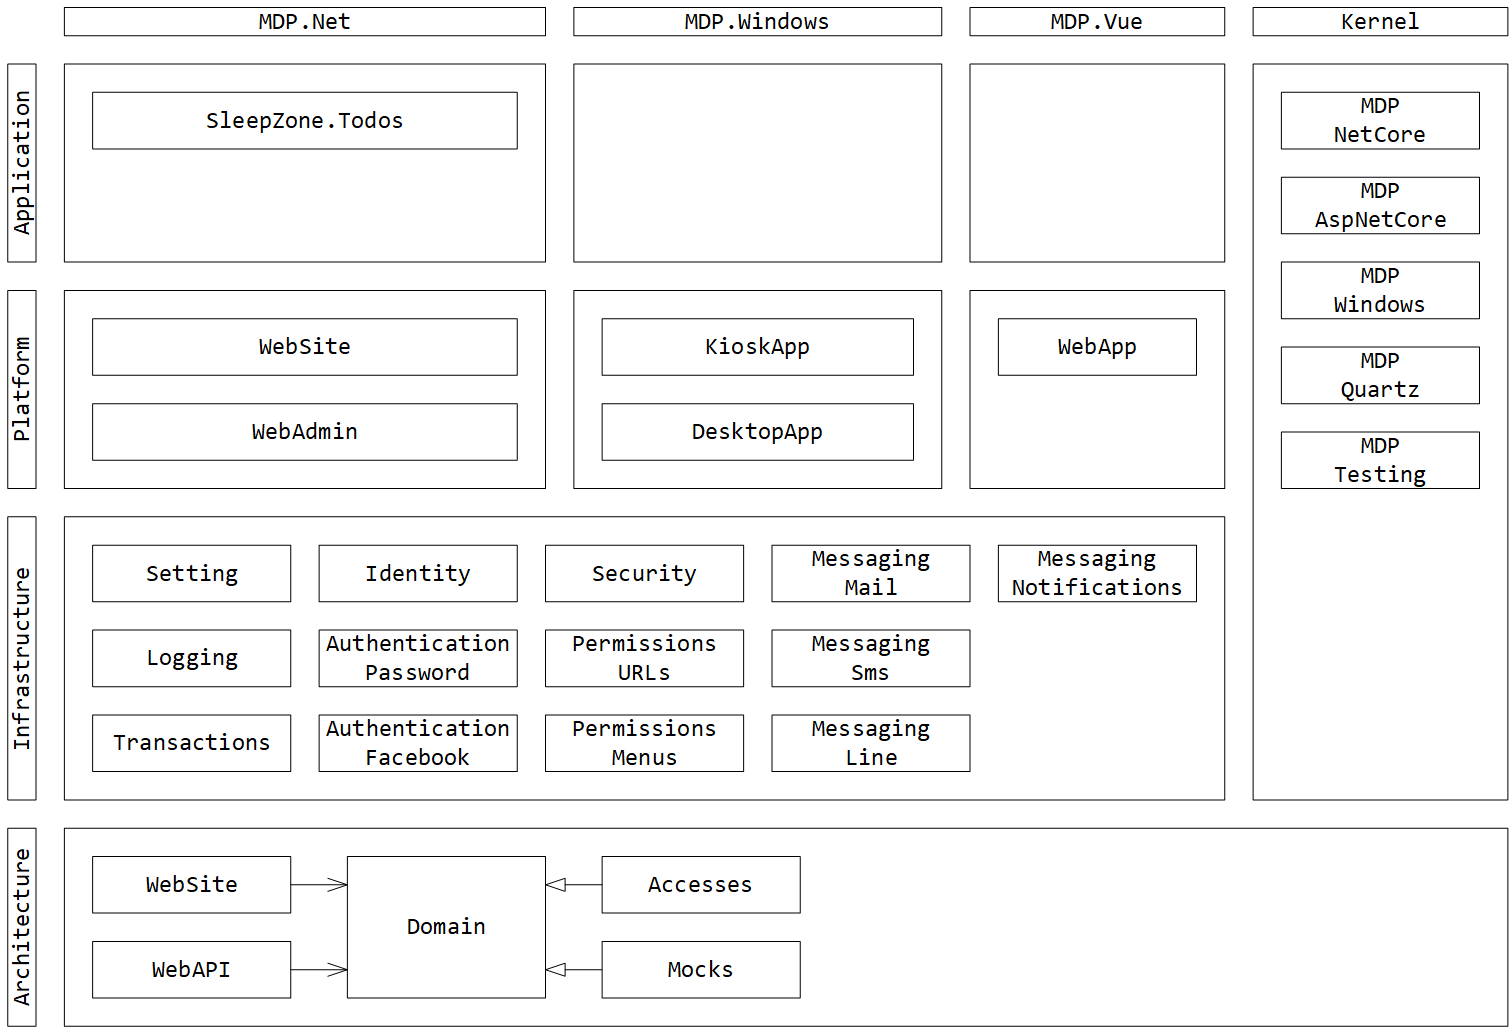 MDP.Net
MDP.Windows
MDP.Vue
Kernel
Application
SleepZone.Todos
MDP
NetCore
MDP
AspNetCore
MDP
Windows
MDP
Quartz
MDP
Testing
Platform
WebSite
KioskApp
WebApp
WebAdmin
DesktopApp
Infrastructure
Setting
Identity
Security
Messaging
Mail
Messaging
Notifications
Logging
Authentication
Password
Permissions
URLs
Messaging
Sms
Transactions
Authentication
Facebook
Permissions
Menus
Messaging
Line
Architecture
WebSite
Domain
Accesses
WebAPI
Mocks